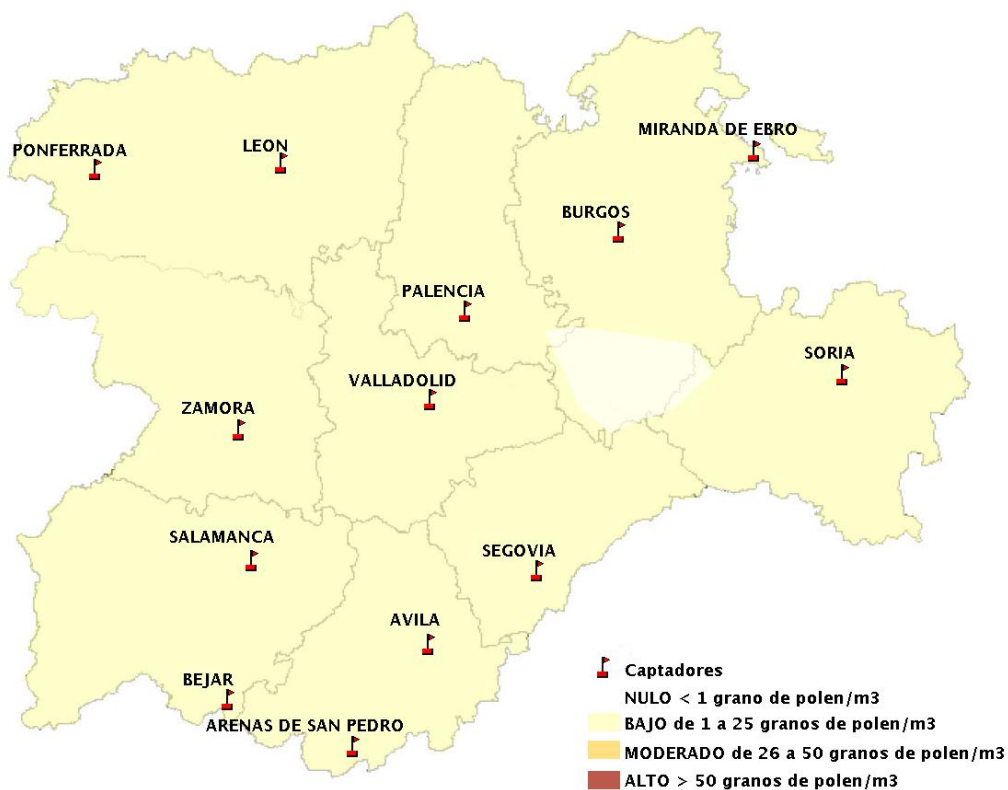 MIRANDA DE EBRO
PONFERRADA
LEON
BURGOS
PALENCIA
SORIA
VALLADOLID
ZAMORA
SALAMANCA
SEGOVIA
AVILA
BEJAR
ARENAS DE SAN PEDRO
Captadores
NULO < 1 grano de polen/m3
BAJO de 1 a 25 granos de polen/m3
MODERADO de 26 a 50 granos de polen/m3
ALTO > 50 granos de polen/m3